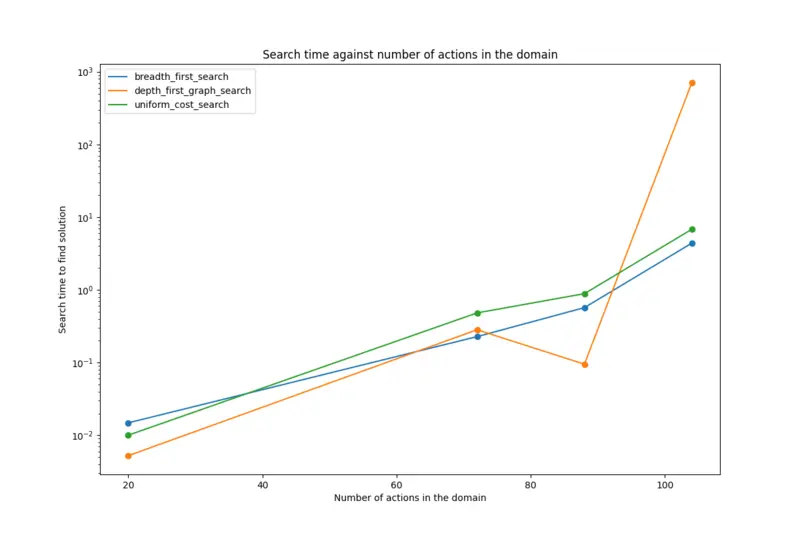 Search time against number of actions in the domain
breadth_first_search
depth_first_graph_search
uniform_cost_search
Search time to find solution
10³
10²
10¹
10⁰
10⁻¹
10⁻²
20 40 60 80 100
Number of actions in the domain